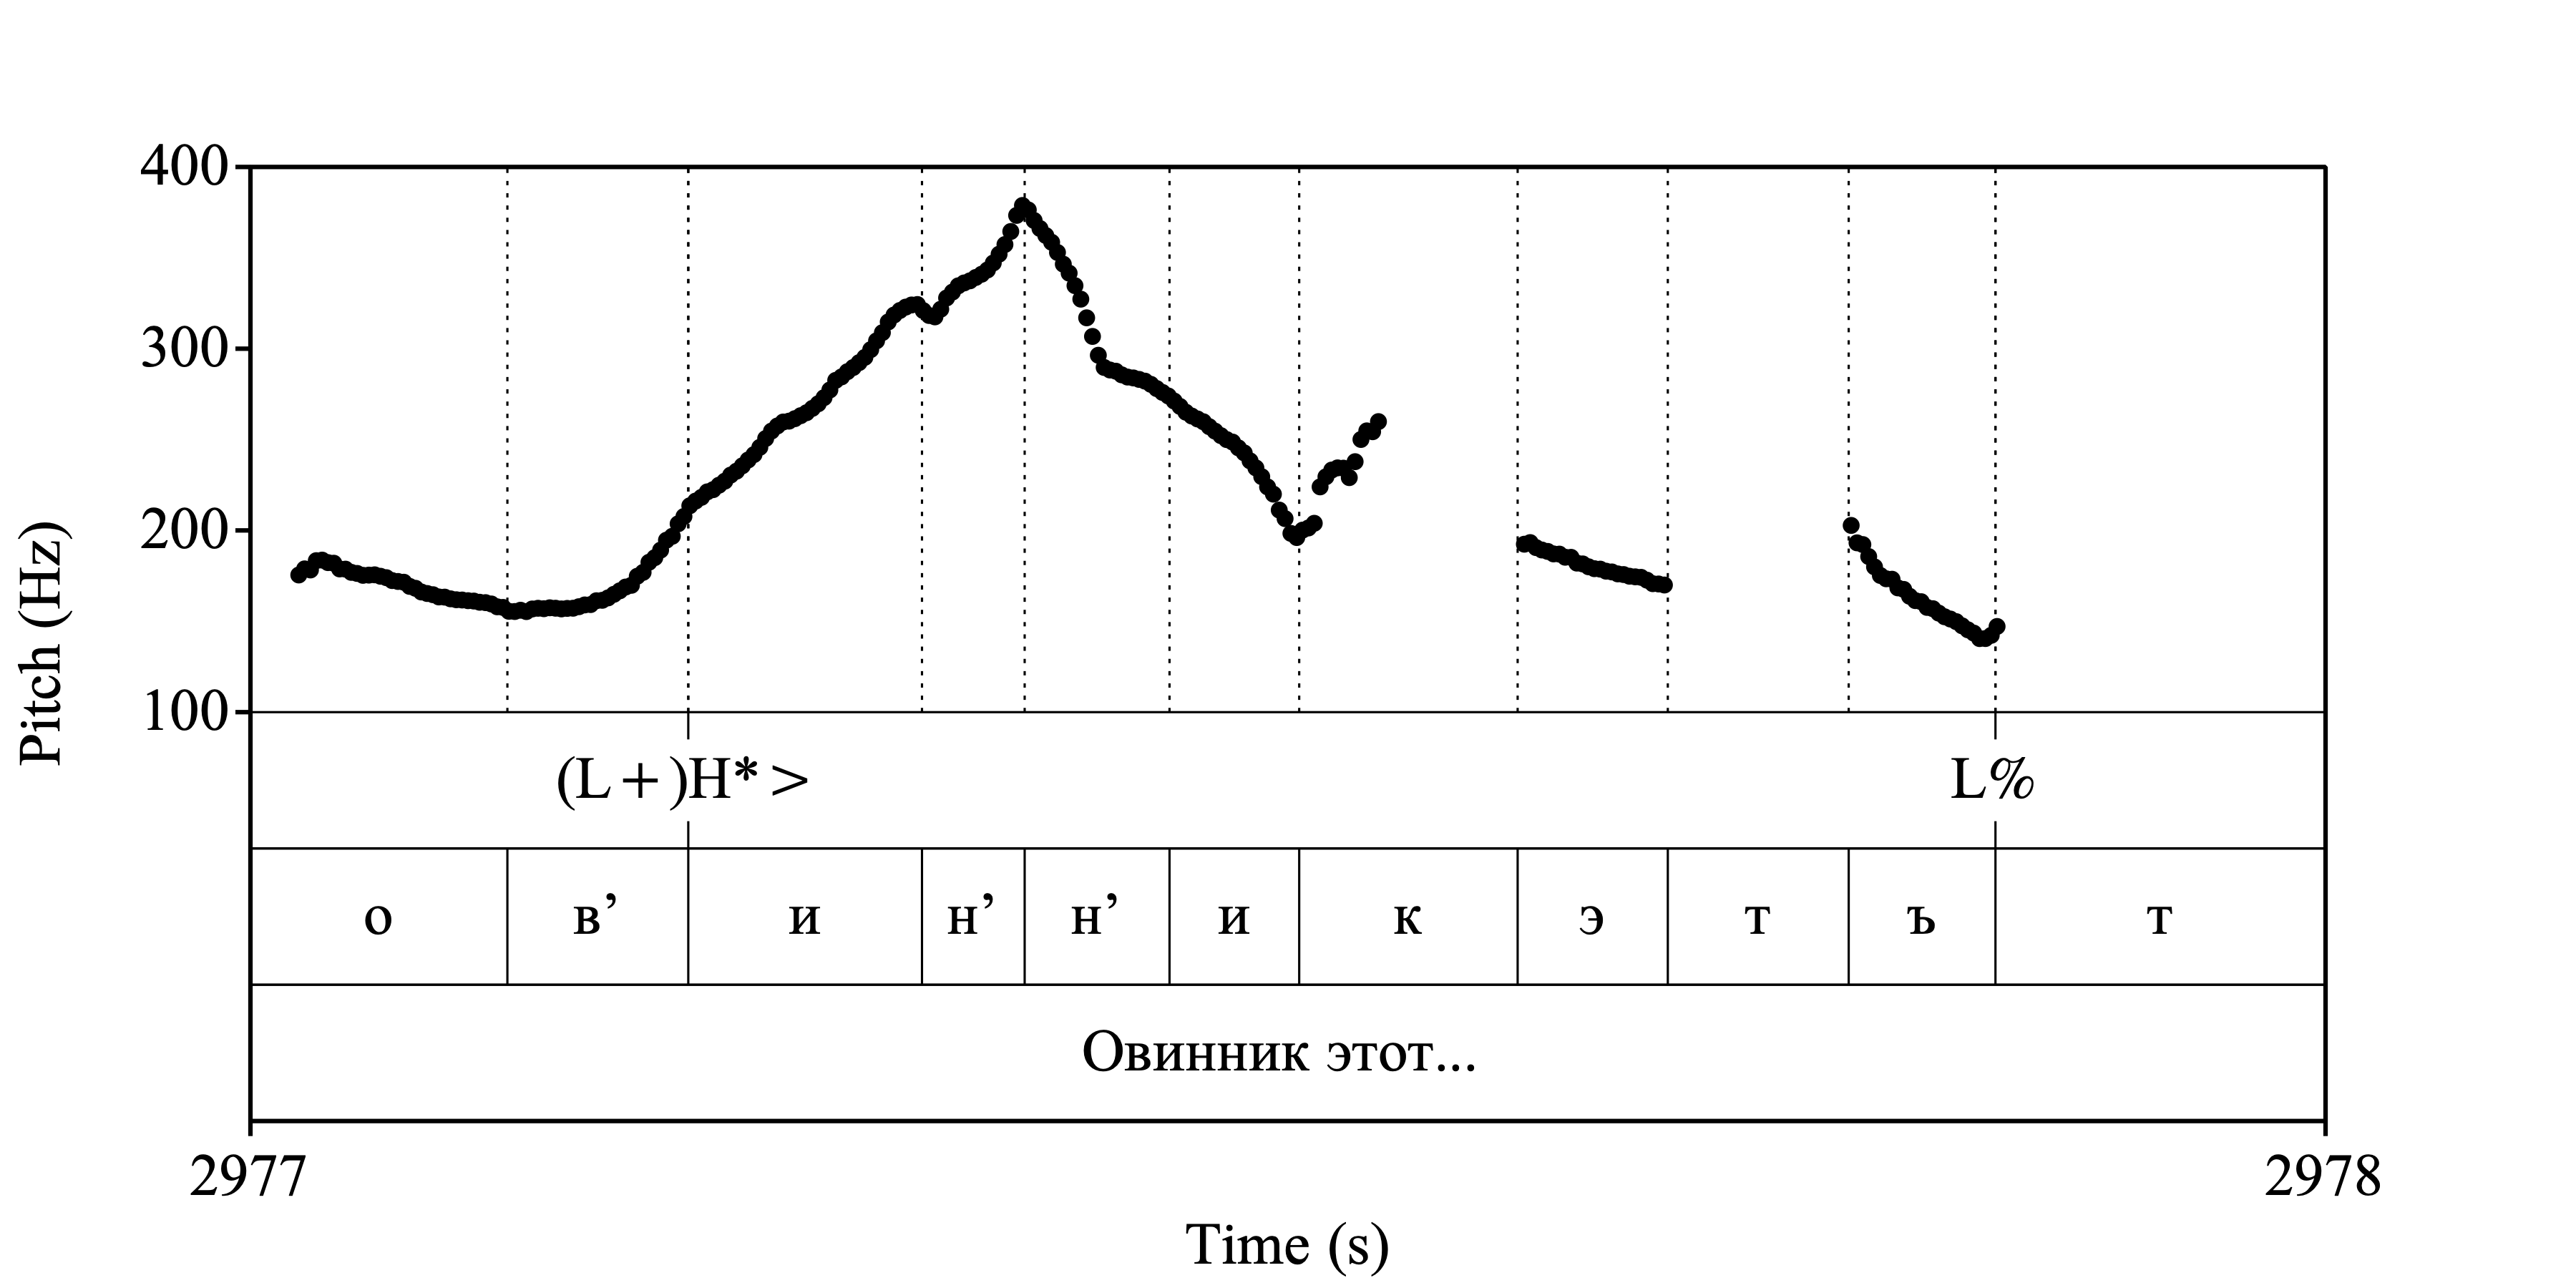 400
300
200
100
Pitch (Hz)
(L+)H*> L%
о в’ и н’ н’ и к э т ъ т
Овинник этот...
2977 2978
Time (s)